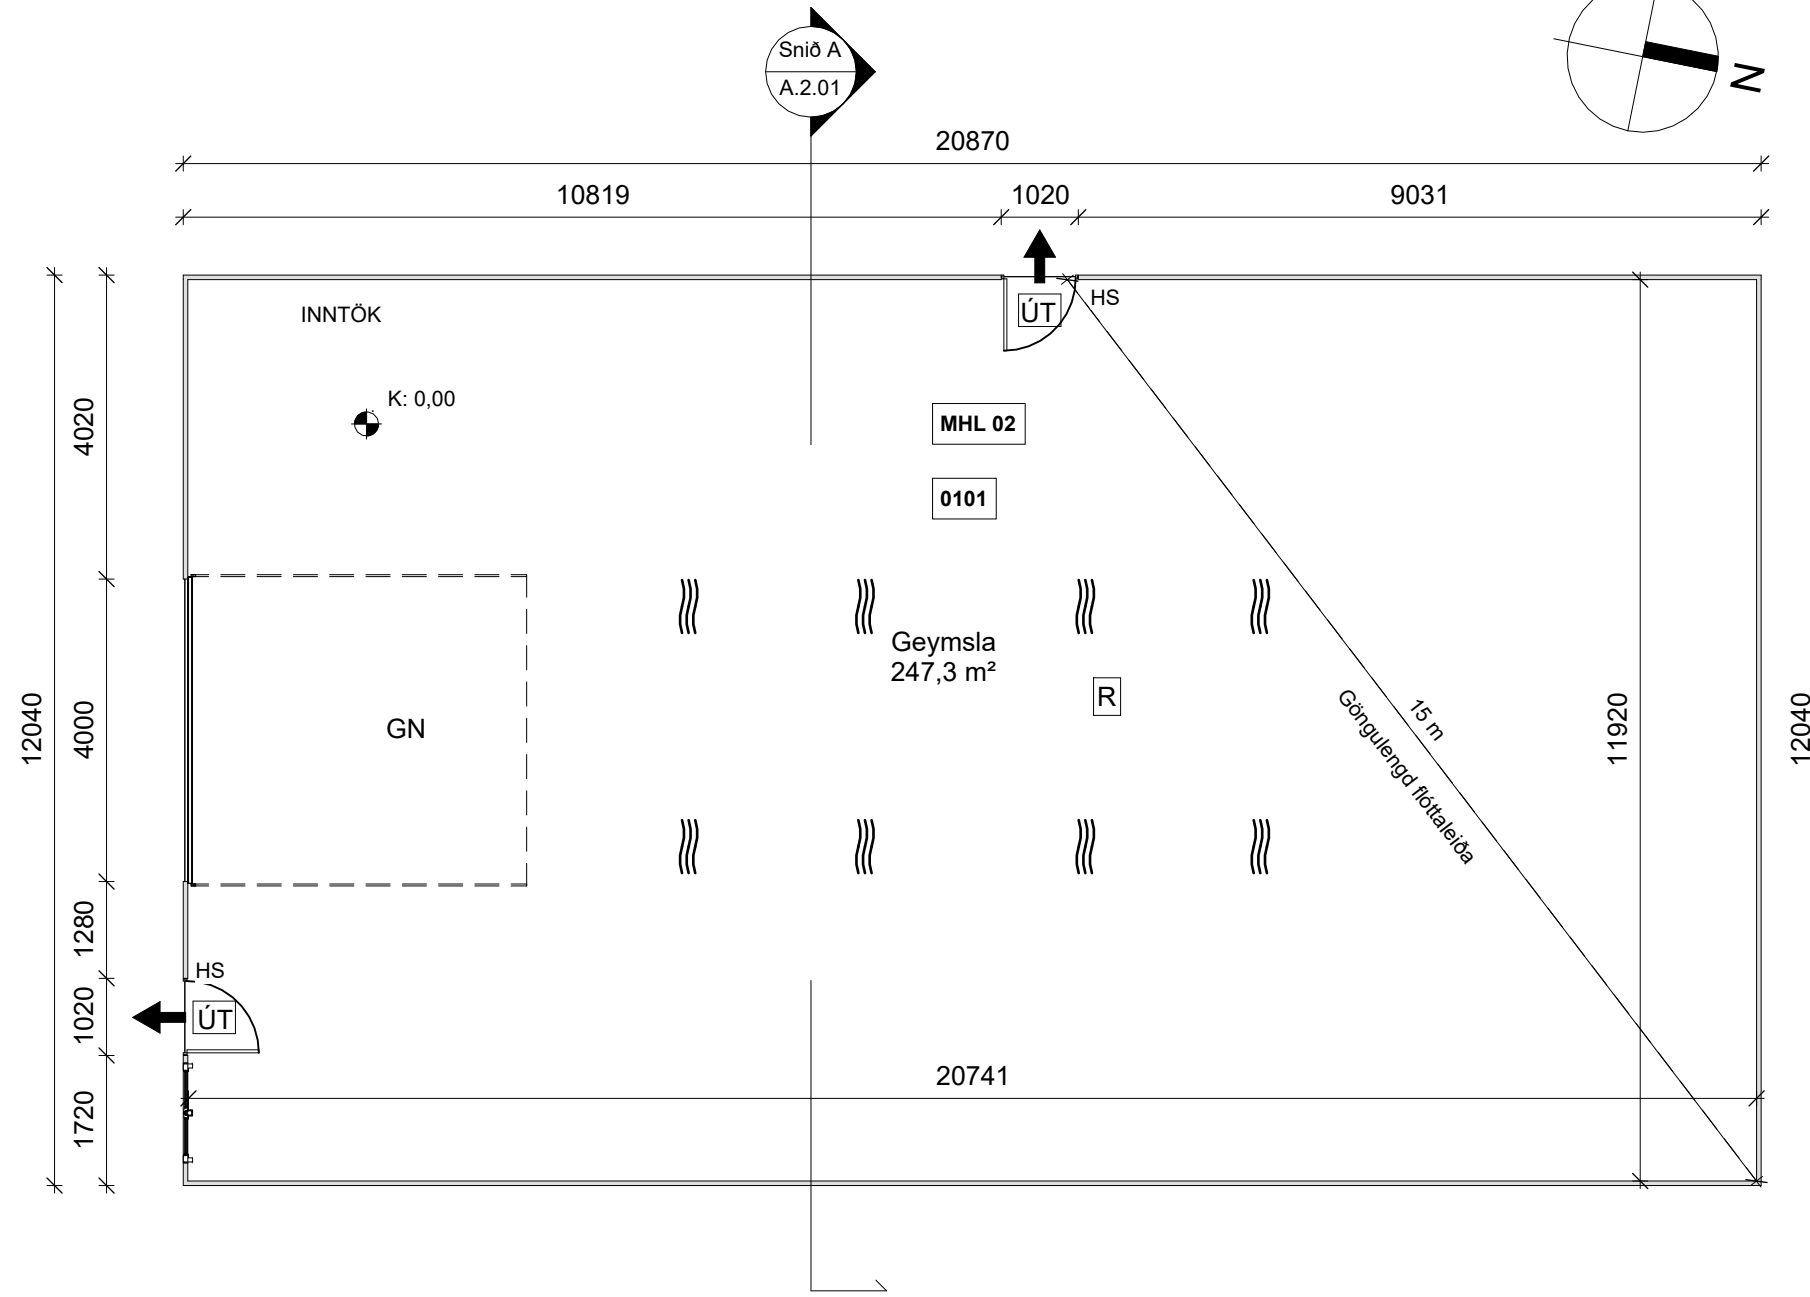 Snið A
A.2.01
N
20870
10819
1020
9031
INNTÖK
ÚT
HS
K: 0,00
MHL 02
4020
0101
Geymsla
247,3 m²
R
GN
12040
4000
15 m
Göngulengd flóttaleiða
11920
12040
1280
HS
ÚT
1020
20741
1720